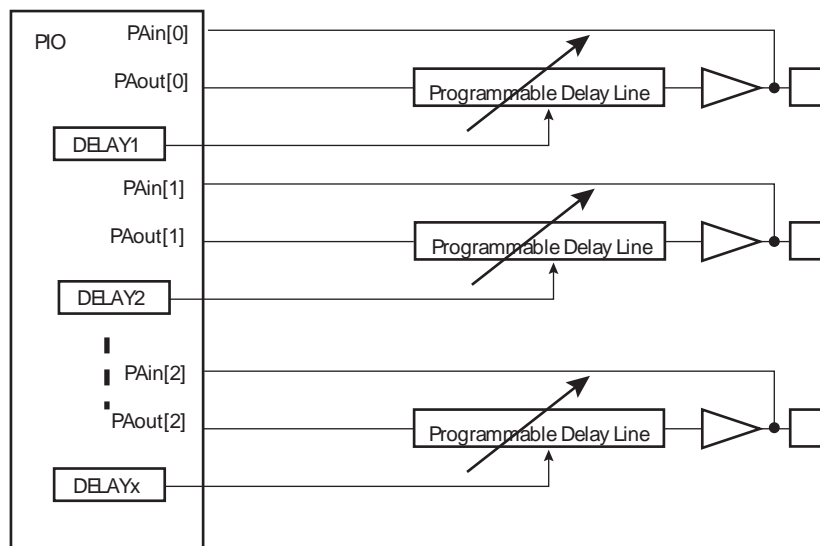 PIO
PAin[0]
PAout[0]
Programmable Delay Line
DELAY1
PAin[1]
PAout[1]
Programmable Delay Line
DELAY2
PAin[2]
PAout[2]
Programmable Delay Line
DELAYx